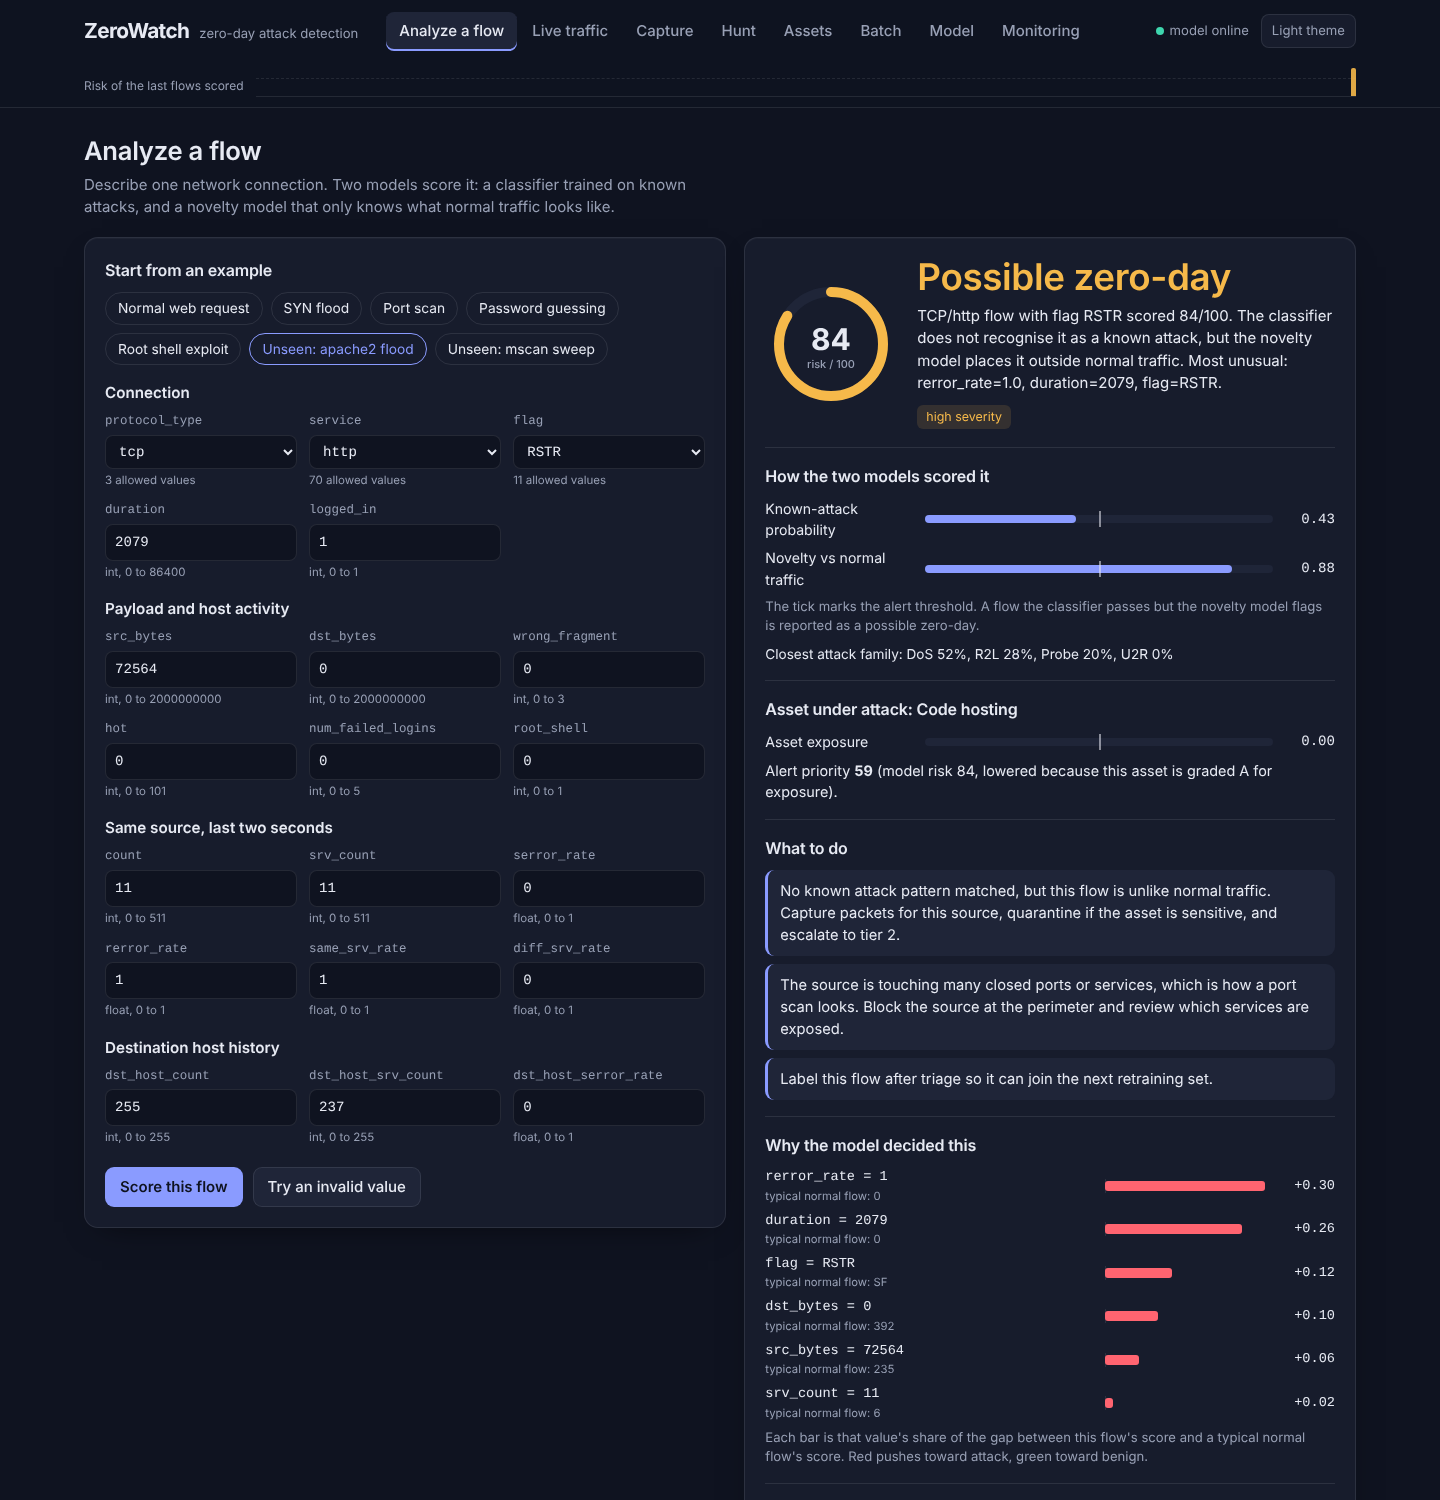 ZeroWatch zero-day attack detection
Analyze a flow
Live traffic
Capture
Hunt
Assets
Batch
Model
Monitoring
model online
Light theme
Risk of the last flows scored
Analyze a flow
Describe one network connection. Two models score it: a classifier trained on known
attacks, and a novelty model that only knows what normal traffic looks like.
Start from an example
Normal web request
SYN flood
Port scan
Password guessing
Root shell exploit
Unseen: apache2 flood
Unseen: mscan sweep
Connection
protocol_type
service
flag
tcp
http
RSTR
3 allowed values
70 allowed values
11 allowed values
duration
logged_in
2079
1
int, 0 to 86400
int, 0 to 1
Payload and host activity
src_bytes
dst_bytes
wrong_fragment
72564
0
0
int, 0 to 2000000000
int, 0 to 2000000000
int, 0 to 3
hot
num_failed_logins
root_shell
0
0
0
int, 0 to 101
int, 0 to 5
int, 0 to 1
Same source, last two seconds
count
srv_count
serror_rate
11
11
0
int, 0 to 511
int, 0 to 511
float, 0 to 1
rerror_rate
same_srv_rate
diff_srv_rate
1
1
0
float, 0 to 1
float, 0 to 1
float, 0 to 1
Destination host history
dst_host_count
dst_host_srv_count
dst_host_serror_rate
255
237
0
int, 0 to 255
int, 0 to 255
float, 0 to 1
Score this flow
Try an invalid value
84
risk / 100
Possible zero-day
TCP/http flow with flag RSTR scored 84/100. The classifier
does not recognise it as a known attack, but the novelty
model places it outside normal traffic. Most unusual:
rerror_rate=1.0, duration=2079, flag=RSTR.
high severity
How the two models scored it
Known-attack
probability
0.43
Novelty vs normal
traffic
0.88
The tick marks the alert threshold. A flow the classifier passes but the novelty model flags
is reported as a possible zero-day.
Closest attack family: DoS 52%, R2L 28%, Probe 20%, U2R 0%
Asset under attack: Code hosting
Asset exposure
0.00
Alert priority 59 (model risk 84, lowered because this asset is graded A for
exposure).
What to do
No known attack pattern matched, but this flow is unlike normal traffic.
Capture packets for this source, quarantine if the asset is sensitive, and
escalate to tier 2.
The source is touching many closed ports or services, which is how a port
scan looks. Block the source at the perimeter and review which services are
exposed.
Label this flow after triage so it can join the next retraining set.
Why the model decided this
rerror_rate = 1
typical normal flow: 0
+0.30
duration = 2079
typical normal flow: 0
+0.26
flag = RSTR
typical normal flow: SF
+0.12
dst_bytes = 0
typical normal flow: 392
+0.10
src_bytes = 72564
typical normal flow: 235
+0.06
srv_count = 11
typical normal flow: 6
+0.02
Each bar is that value's share of the gap between this flow's score and a typical normal
flow's score. Red pushes toward attack, green toward benign.